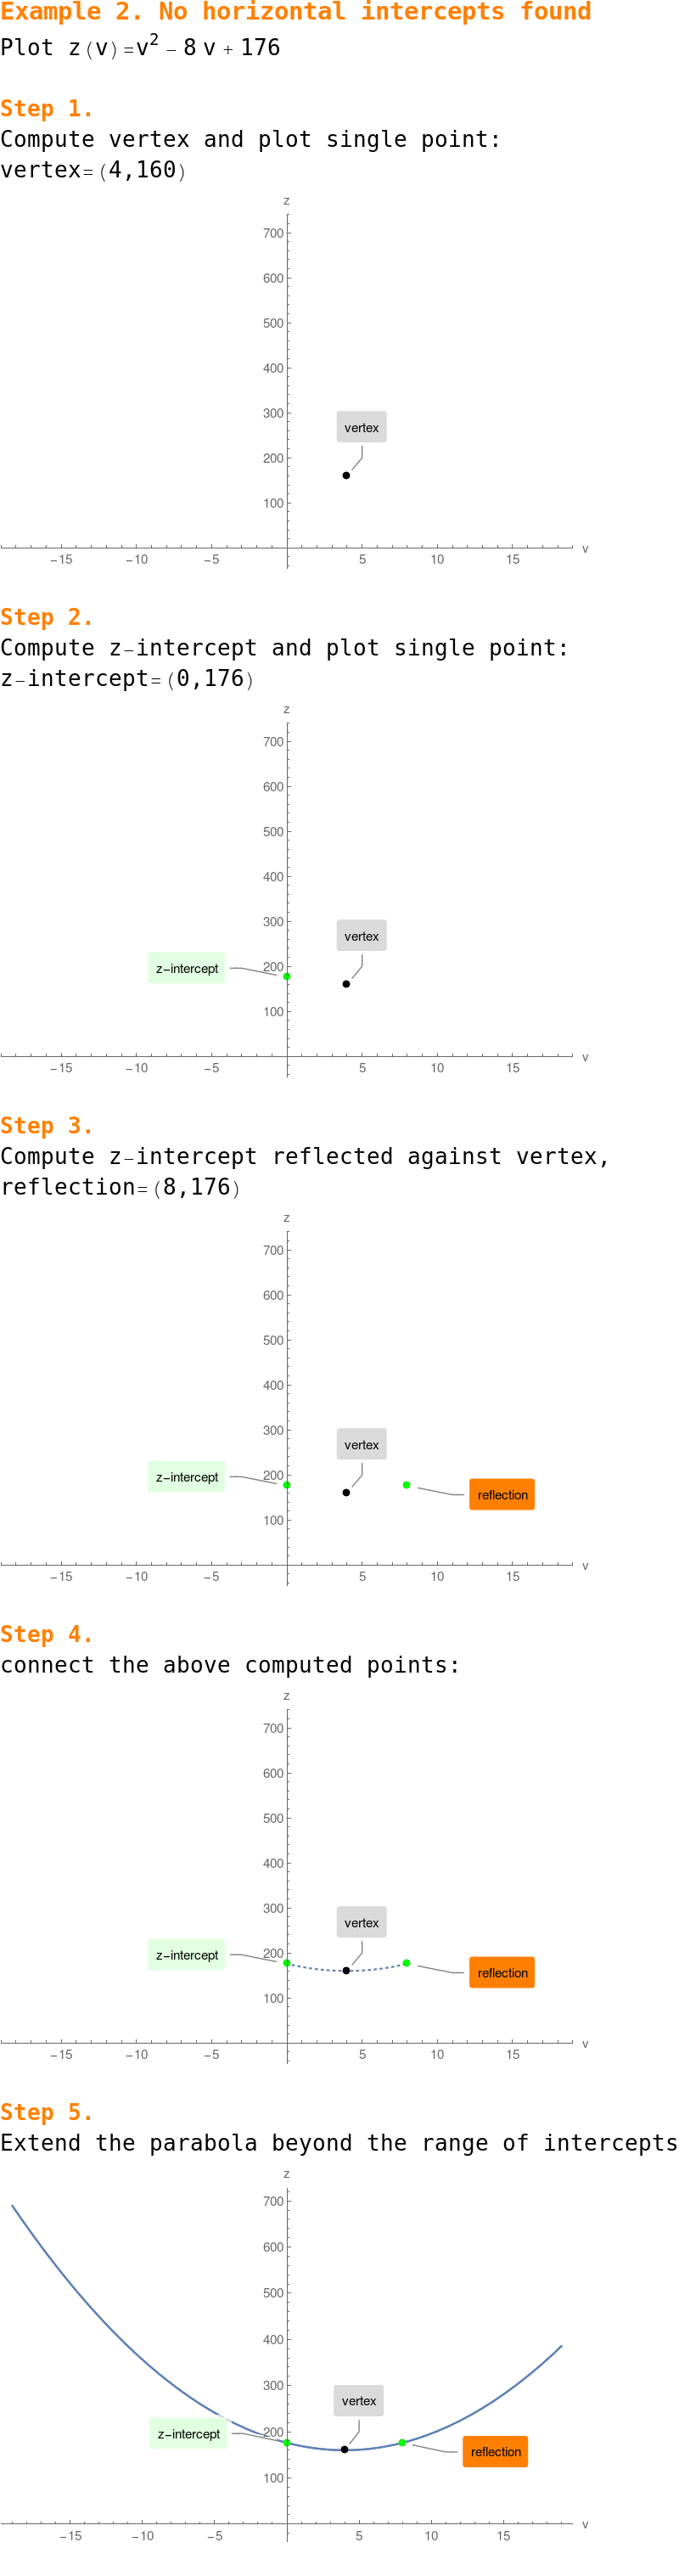 Example 2. No horizontal intercepts found
Plot z(v)=v² - 8 v + 176
Step 1.
Compute vertex and plot single point:
vertex=(4,160)
z
700
600
500
400
300
vertex
200
100
v
-15 -10 -5 5 10 15
Step 2.
Compute z-intercept and plot single point:
z-intercept=(0,176)
z
700
600
500
400
300
vertex
z-intercept 200
100
v
-15 -10 -5 5 10 15
Step 3.
Compute z-intercept reflected against vertex,
reflection=(8,176)
z
700
600
500
400
300
vertex
z-intercept 200
reflection
100
v
-15 -10 -5 5 10 15
Step 4.
connect the above computed points:
z
700
600
500
400
300
vertex
z-intercept 200
reflection
100
v
-15 -10 -5 5 10 15
Step 5.
Extend the parabola beyond the range of intercepts
z
700
600
500
400
300
vertex
z-intercept 200
reflection
100
v
-15 -10 -5 5 10 15